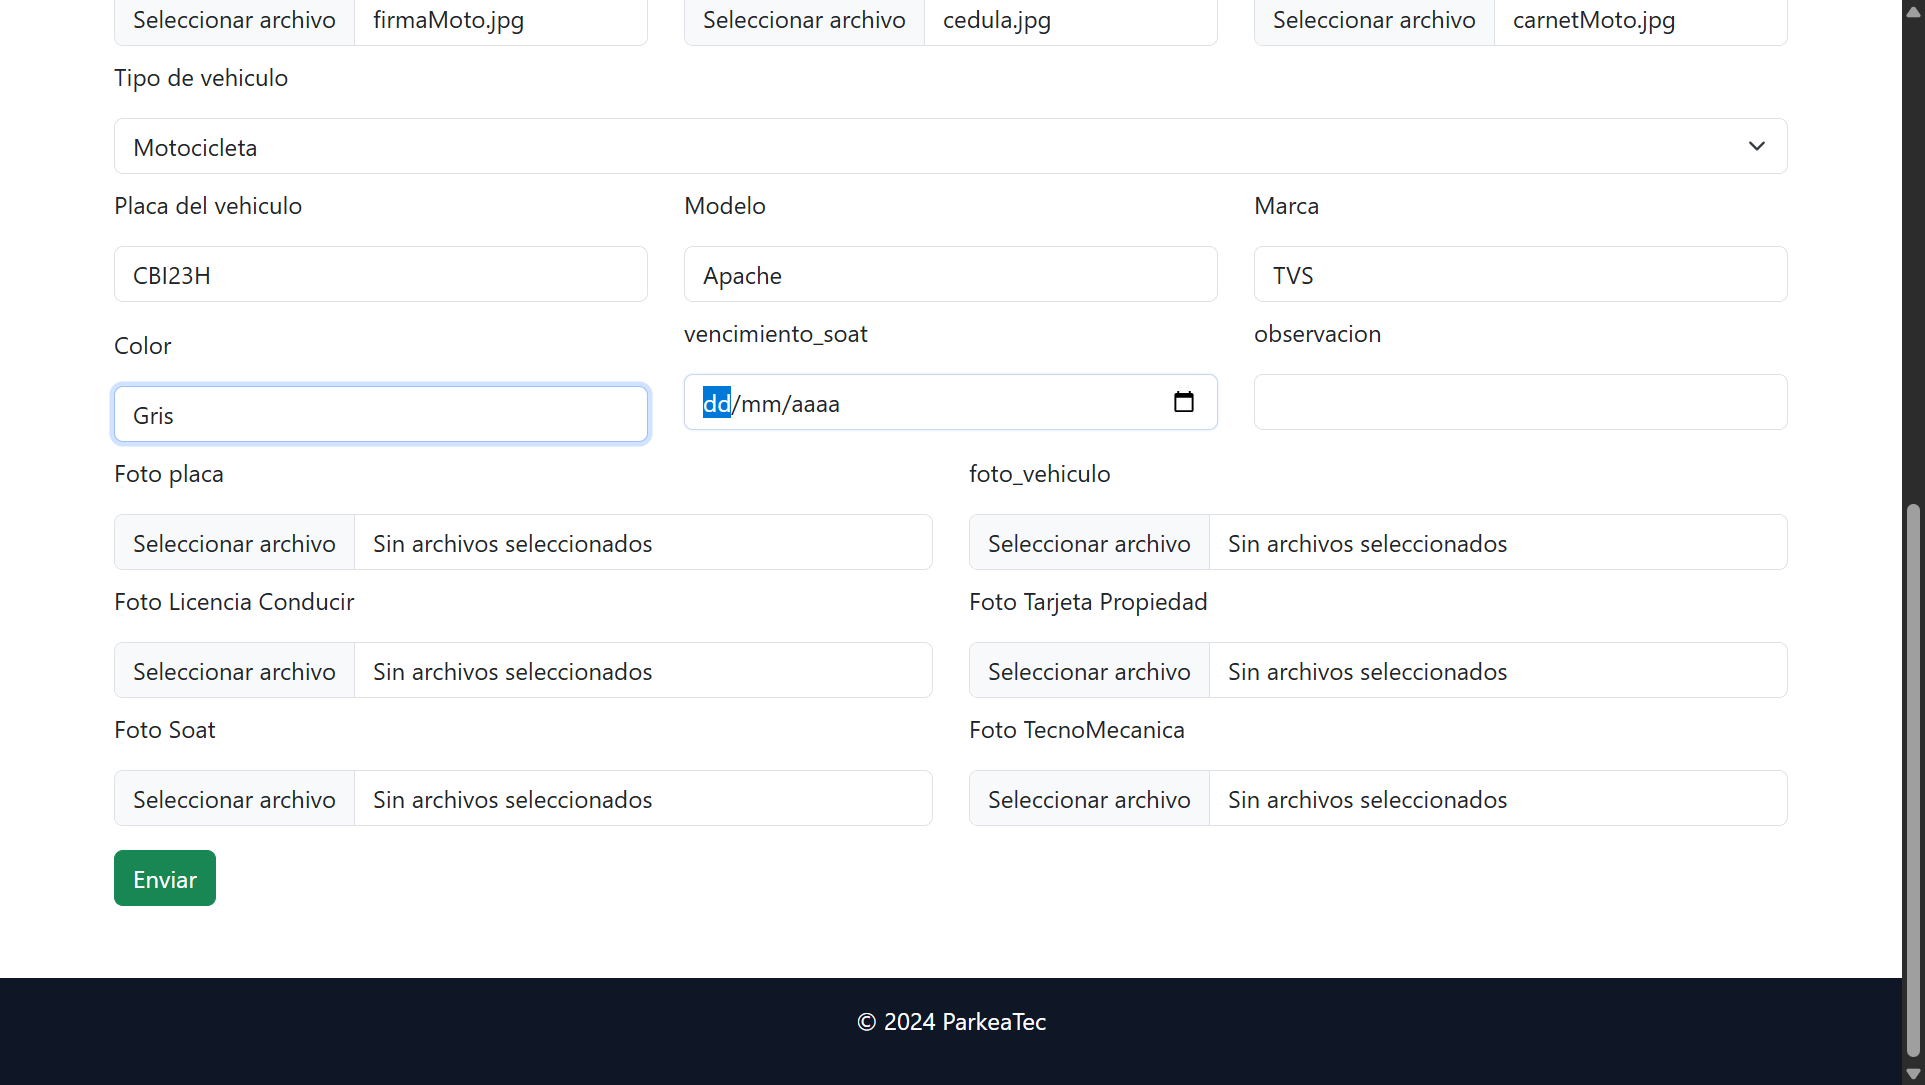 Seleccionar archivo firmaMoto.jpg Seleccionar archivo cedula.jpg Seleccionar archivo carnetMoto.jpg
Tipo de vehiculo
Motocicleta
Placa del vehiculo Modelo Marca
CBI23H Apache TVS
Color vencimiento_soat observacion
Gris dd/mm/aaaa
Foto placa foto_vehiculo
Seleccionar archivo Sin archivos seleccionados Seleccionar archivo Sin archivos seleccionados
Foto Licencia Conducir Foto Tarjeta Propiedad
Seleccionar archivo Sin archivos seleccionados Seleccionar archivo Sin archivos seleccionados
Foto Soat Foto TecnoMecanica
Seleccionar archivo Sin archivos seleccionados Seleccionar archivo Sin archivos seleccionados
Enviar
© 2024 ParkeaTec